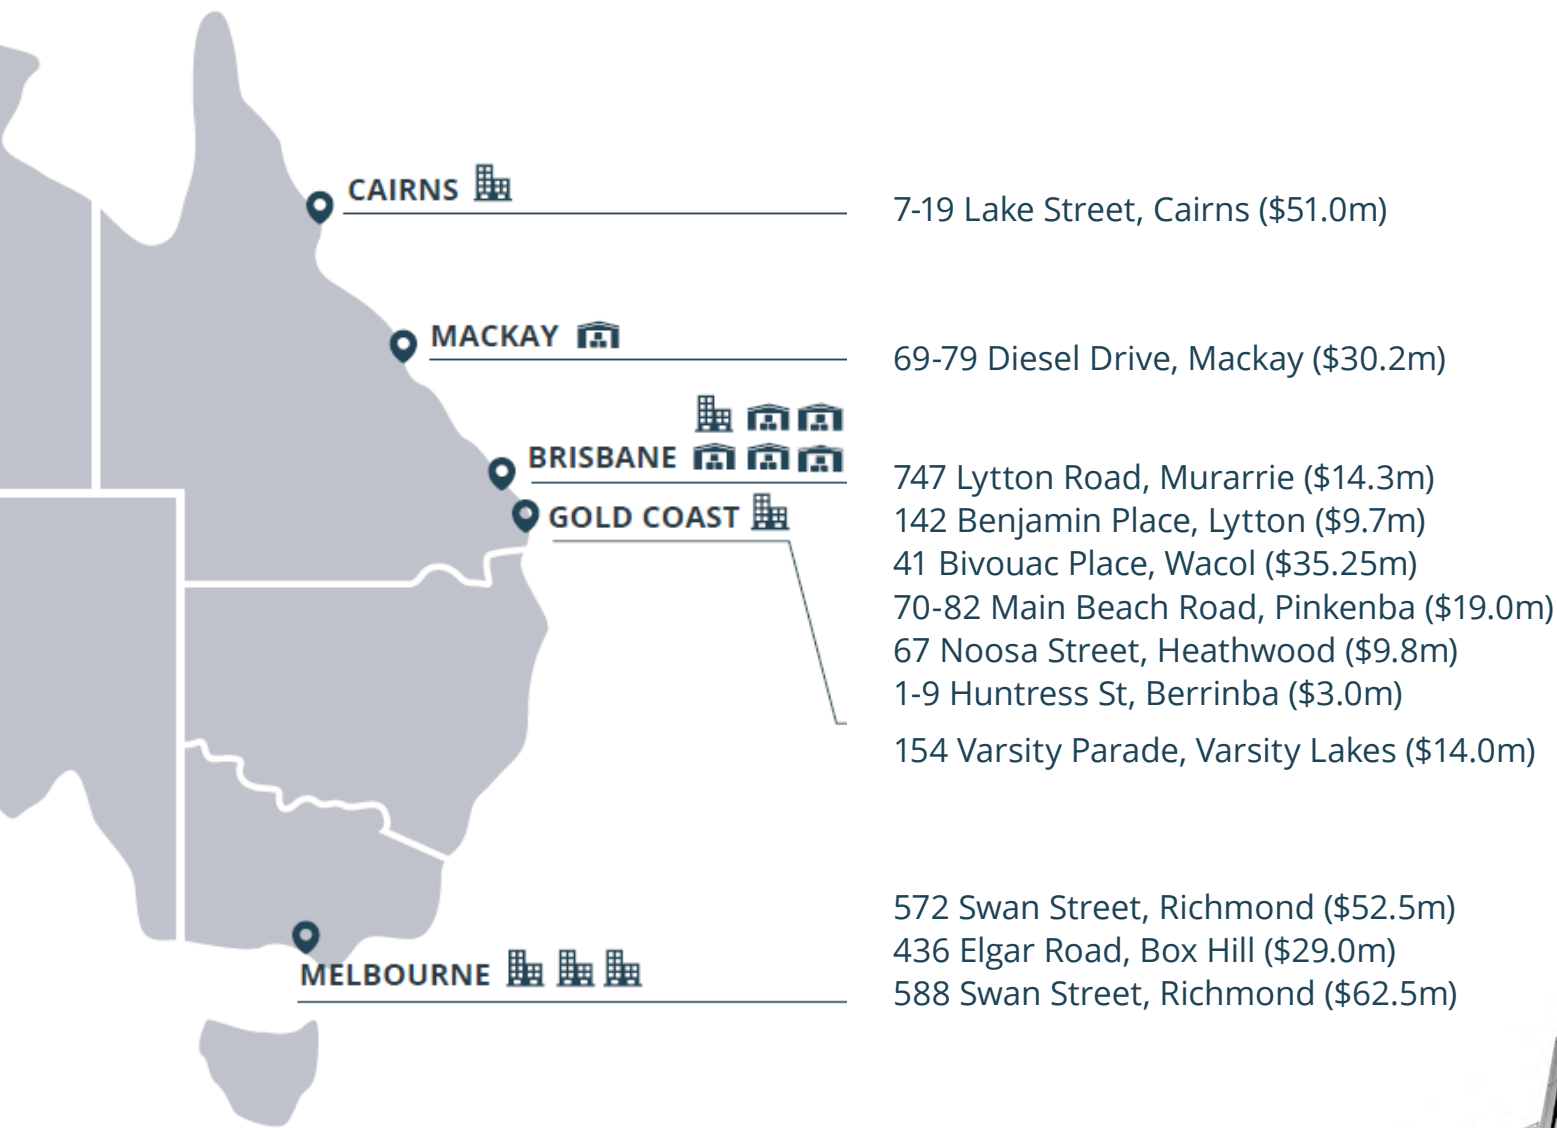 CAIRNS
7-19 Lake Street, Cairns ($51.0m)
MACKAY
69-79 Diesel Drive, Mackay ($30.2m)
BRISBANE
747 Lytton Road, Murarrie ($14.3m)
142 Benjamin Place, Lytton ($9.7m)
41 Bivouac Place, Wacol ($35.25m)
70-82 Main Beach Road, Pinkenba ($19.0m)
67 Noosa Street, Heathwood ($9.8m)
1-9 Huntress St, Berrinba ($3.0m)
GOLD COAST
154 Varsity Parade, Varsity Lakes ($14.0m)
MELBOURNE
572 Swan Street, Richmond ($52.5m)
436 Elgar Road, Box Hill ($29.0m)
588 Swan Street, Richmond ($62.5m)